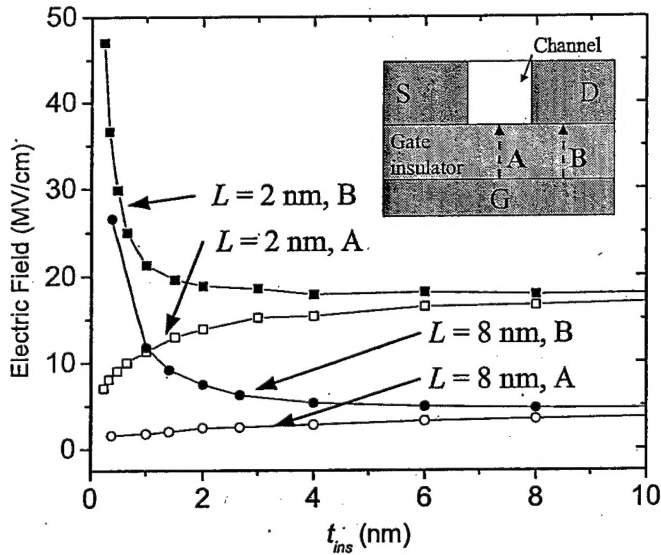 50
40
30
20
10
0
Electric Field (MV/cm)
0
2
4
6
8
10
t_ins (nm)
Channel
S
D
Gate
insulator
A
B
G
L = 2 nm, B
L = 2 nm, A
L = 8 nm, B
L = 8 nm, A